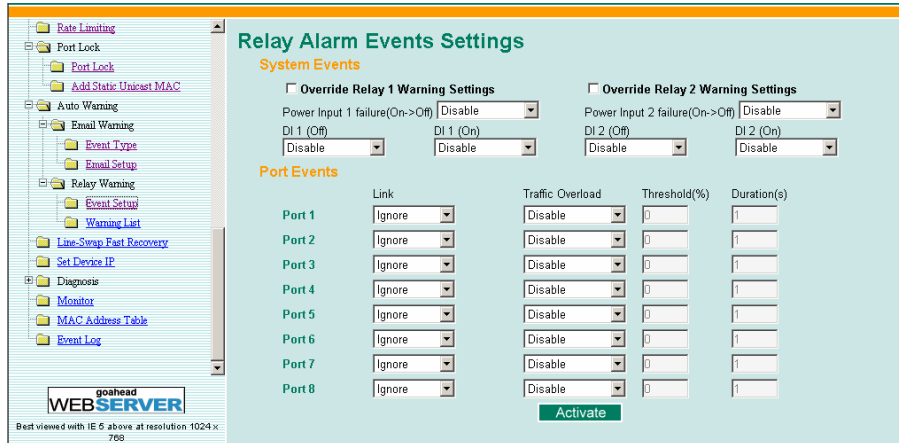 Rate Limiting
Port Lock
Port Lock
Add Static Unicast MAC
Auto Warning
Email Warning
Event Type
Email Setup
Relay Warning
Event Setup
Warning List
Line-Swap Fast Recovery
Set Device IP
Diagnosis
Monitor
MAC Address Table
Event Log
goahead
WEBSERVER
Best viewed with IE 5 above at resolution 1024 x
768
Relay Alarm Events Settings
System Events
Override Relay 1 Warning Settings Override Relay 2 Warning Settings
Power Input 1 failure(On->Off) Disable Power Input 2 failure(On->Off) Disable
DI 1 (Off) DI 1 (On) DI 2 (Off) DI 2 (On)
Disable Disable Disable Disable
Port Events
Link Traffic Overload Threshold(%) Duration(s)
Port 1 Ignore Disable 0 1
Port 2 Ignore Disable 0 1
Port 3 Ignore Disable 0 1
Port 4 Ignore Disable 0 1
Port 5 Ignore Disable 0 1
Port 6 Ignore Disable 0 1
Port 7 Ignore Disable 0 1
Port 8 Ignore Disable 0 1
Activate